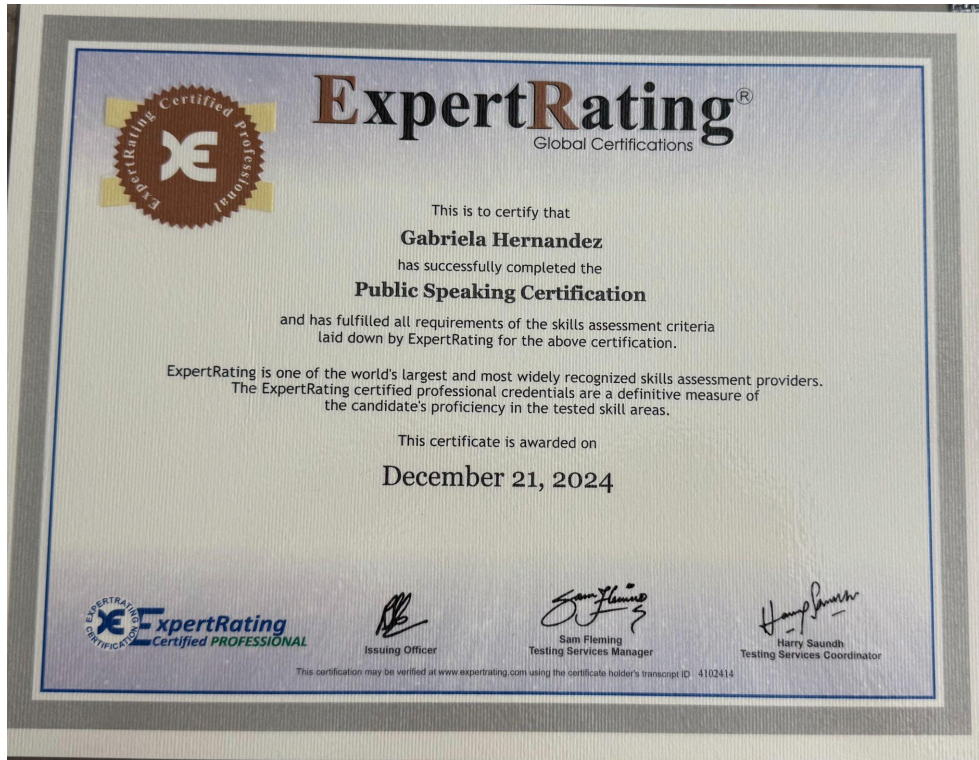 ExpertRating®
Global Certifications
ExpertRating Certified Professional
This is to certify that
Gabriela Hernandez
has successfully completed the
Public Speaking Certification
and has fulfilled all requirements of the skills assessment criteria
laid down by ExpertRating for the above certification.
ExpertRating is one of the world's largest and most widely recognized skills assessment providers.
The ExpertRating certified professional credentials are a definitive measure of
the candidate's proficiency in the tested skill areas.
This certificate is awarded on
December 21, 2024
EXPERTRATING CERTIFICATION
ExpertRating
Certified PROFESSIONAL
Issuing Officer
Sam Fleming
Sam Fleming
Testing Services Manager
Harry Saundh
Testing Services Coordinator
This certification may be verified at www.expertrating.com using the certificate holder's transcript ID 4102414